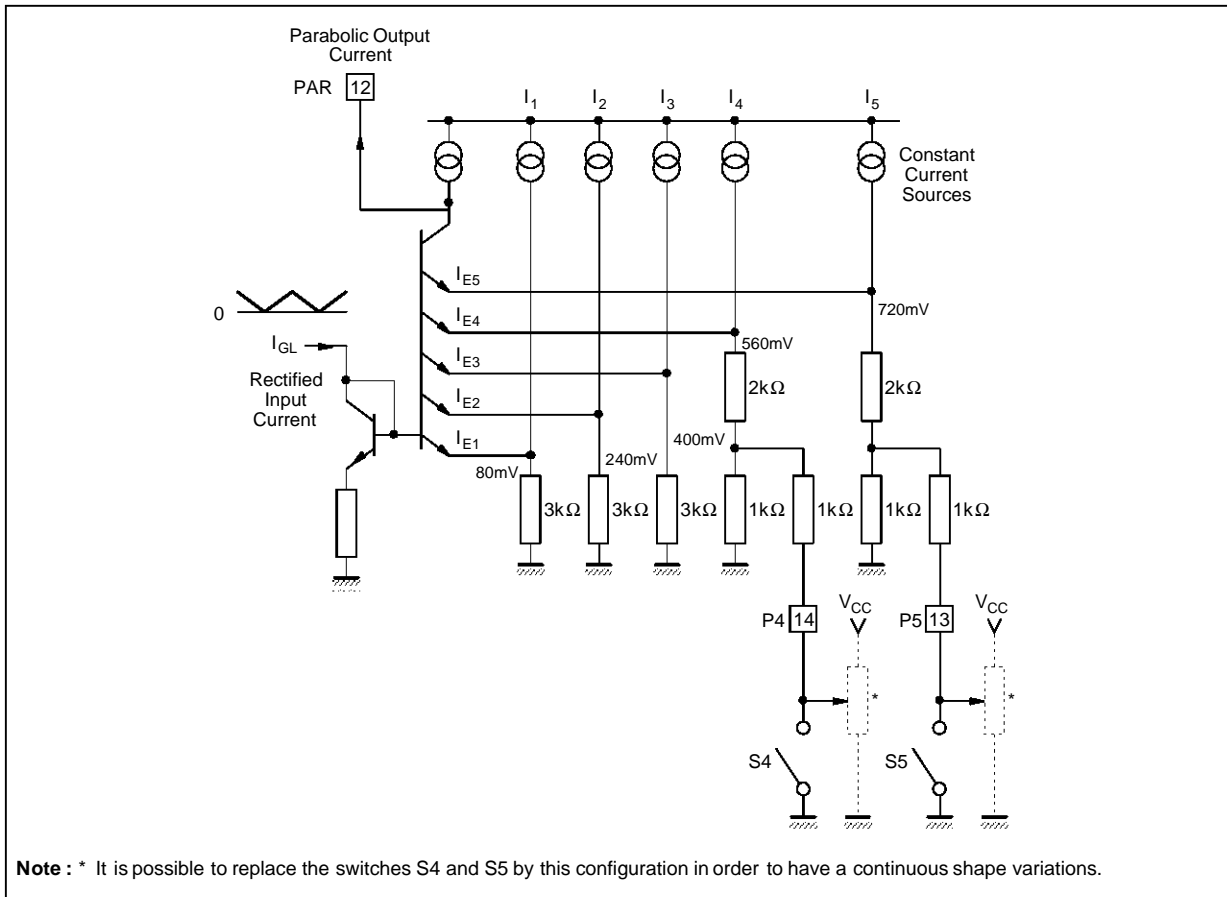 Parabolic Output
Current
PAR 12
I1 I2 I3 I4 I5
Constant
Current
Sources
IE5
720mV
0
IE4
560mV
IGL
IE3
Rectified
Input
Current
2kΩ 2kΩ
IE2
400mV
IE1
240mV
80mV
3kΩ 3kΩ 3kΩ 1kΩ 1kΩ 1kΩ 1kΩ
VCC VCC
P4 14 P5 13
* *
S4 S5
Note : * It is possible to replace the switches S4 and S5 by this configuration in order to have a continuous shape variations.